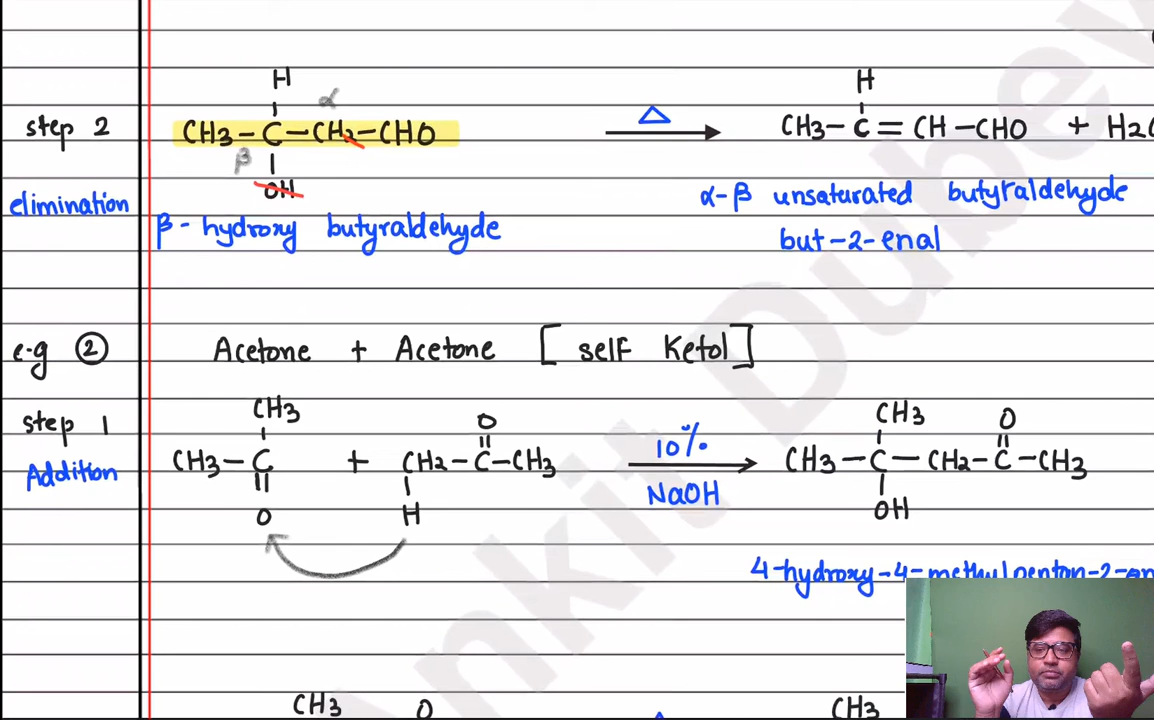 H
α
step 2 CH3 – C – CH2 – CHO △ CH3 – C = CH – CHO + H2O
H
β
OH
elimination
β - hydroxy butyraldehyde
α-β unsaturated butyraldehyde
but-2-enal
e.g ② Acetone + Acetone [ self Ketol ]
step 1
Addition
CH3
O
CH3 – C + CH2 – C – CH3 10% CH3 – C – CH2 – C – CH3
CH3
O
O
H
NaOH
OH
4-hydroxy-4-methylpentan-2-one
CH3
O
△
CH3
Ankit Dubey